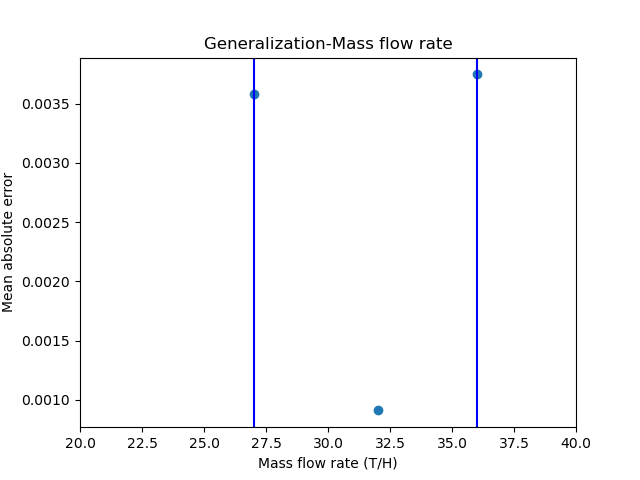 Generalization-Mass flow rate
Mean absolute error
0.0035
0.0030
0.0025
0.0020
0.0015
0.0010
20.0 22.5 25.0 27.5 30.0 32.5 35.0 37.5 40.0
Mass flow rate (T/H)